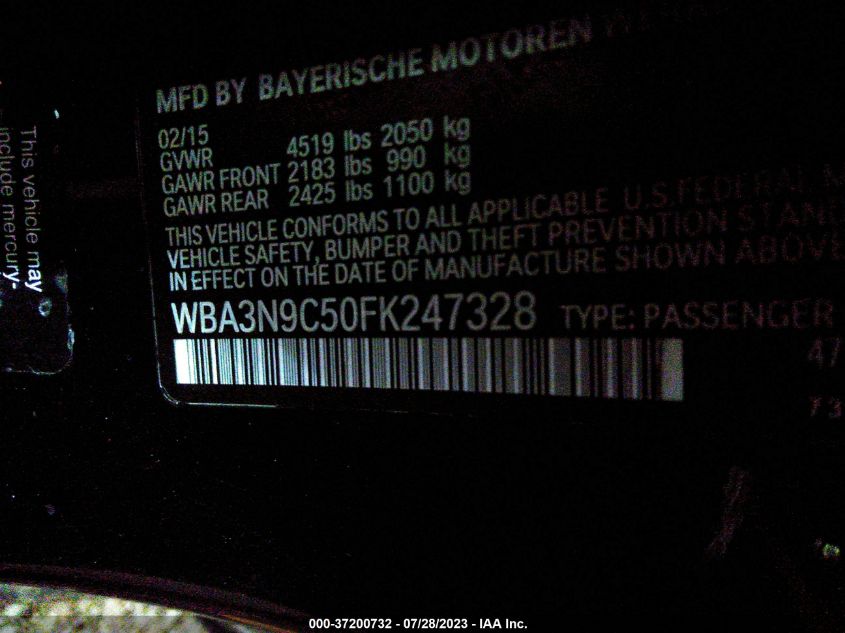 MFD BY BAYERISCHE MOTOREN
02/15
GVWR 4519 lbs 2050 kg
GAWR FRONT 2183 lbs 990 kg
GAWR REAR 2425 lbs 1100 kg
THIS VEHICLE CONFORMS TO ALL APPLICABLE U.S. FEDERAL M
VEHICLE SAFETY, BUMPER AND THEFT PREVENTION STAND
IN EFFECT ON THE DATE OF MANUFACTURE SHOWN ABOVE
WBA3N9C50FK247328 TYPE: PASSENGER
47
73
This vehicle may
include mercury-
000-37200732 - 07/28/2023 - IAA Inc.